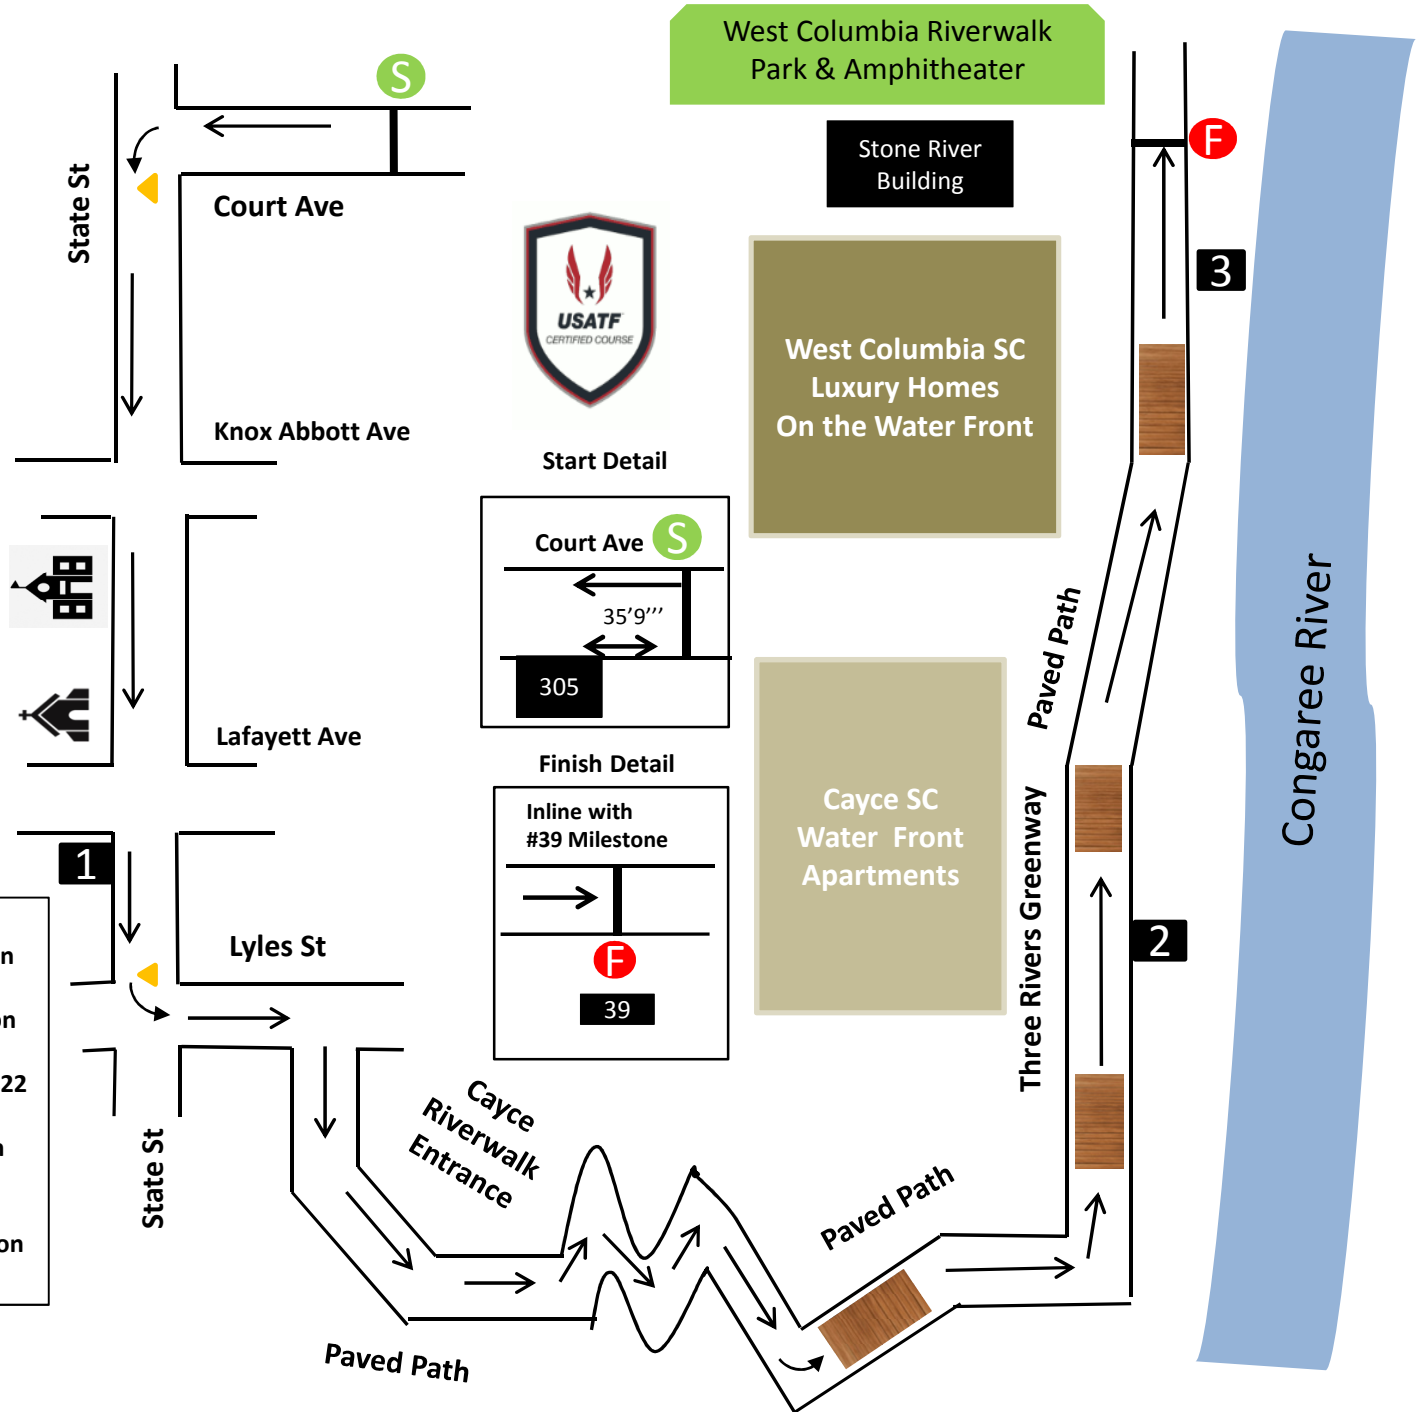 West Columbia Riverwalk
Park & Amphitheater
S
F
Stone River
Building
State St
Court Ave
3
USATF
CERTIFIED COURSE
West Columbia SC
Luxury Homes
On the Water Front
Knox Abbott Ave
Start Detail
Court Ave S
35’9’’’
305
Paved Path
Congaree River
Lafayett Ave
Finish Detail
Inline with
#39 Milestone
F
39
Cayce SC
Water Front
Apartments
Three Rivers Greenway
1
2
Lyles St
n
on
22
n
on
State St
Cayce
Riverwalk
Entrance
Paved Path
Paved Path